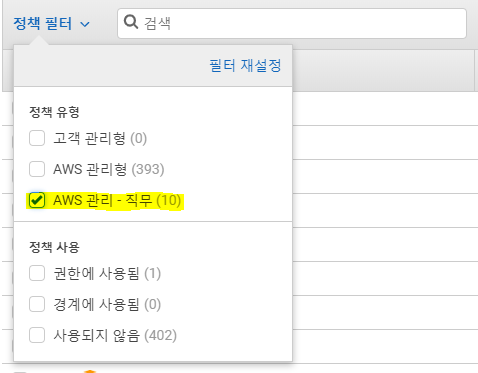 정책 필터
검색
필터 재설정
정책 유형
고객 관리형 (0)
AWS 관리형 (393)
AWS 관리 - 직무 (10)
정책 사용
권한에 사용됨 (1)
경계에 사용됨 (0)
사용되지 않음 (402)